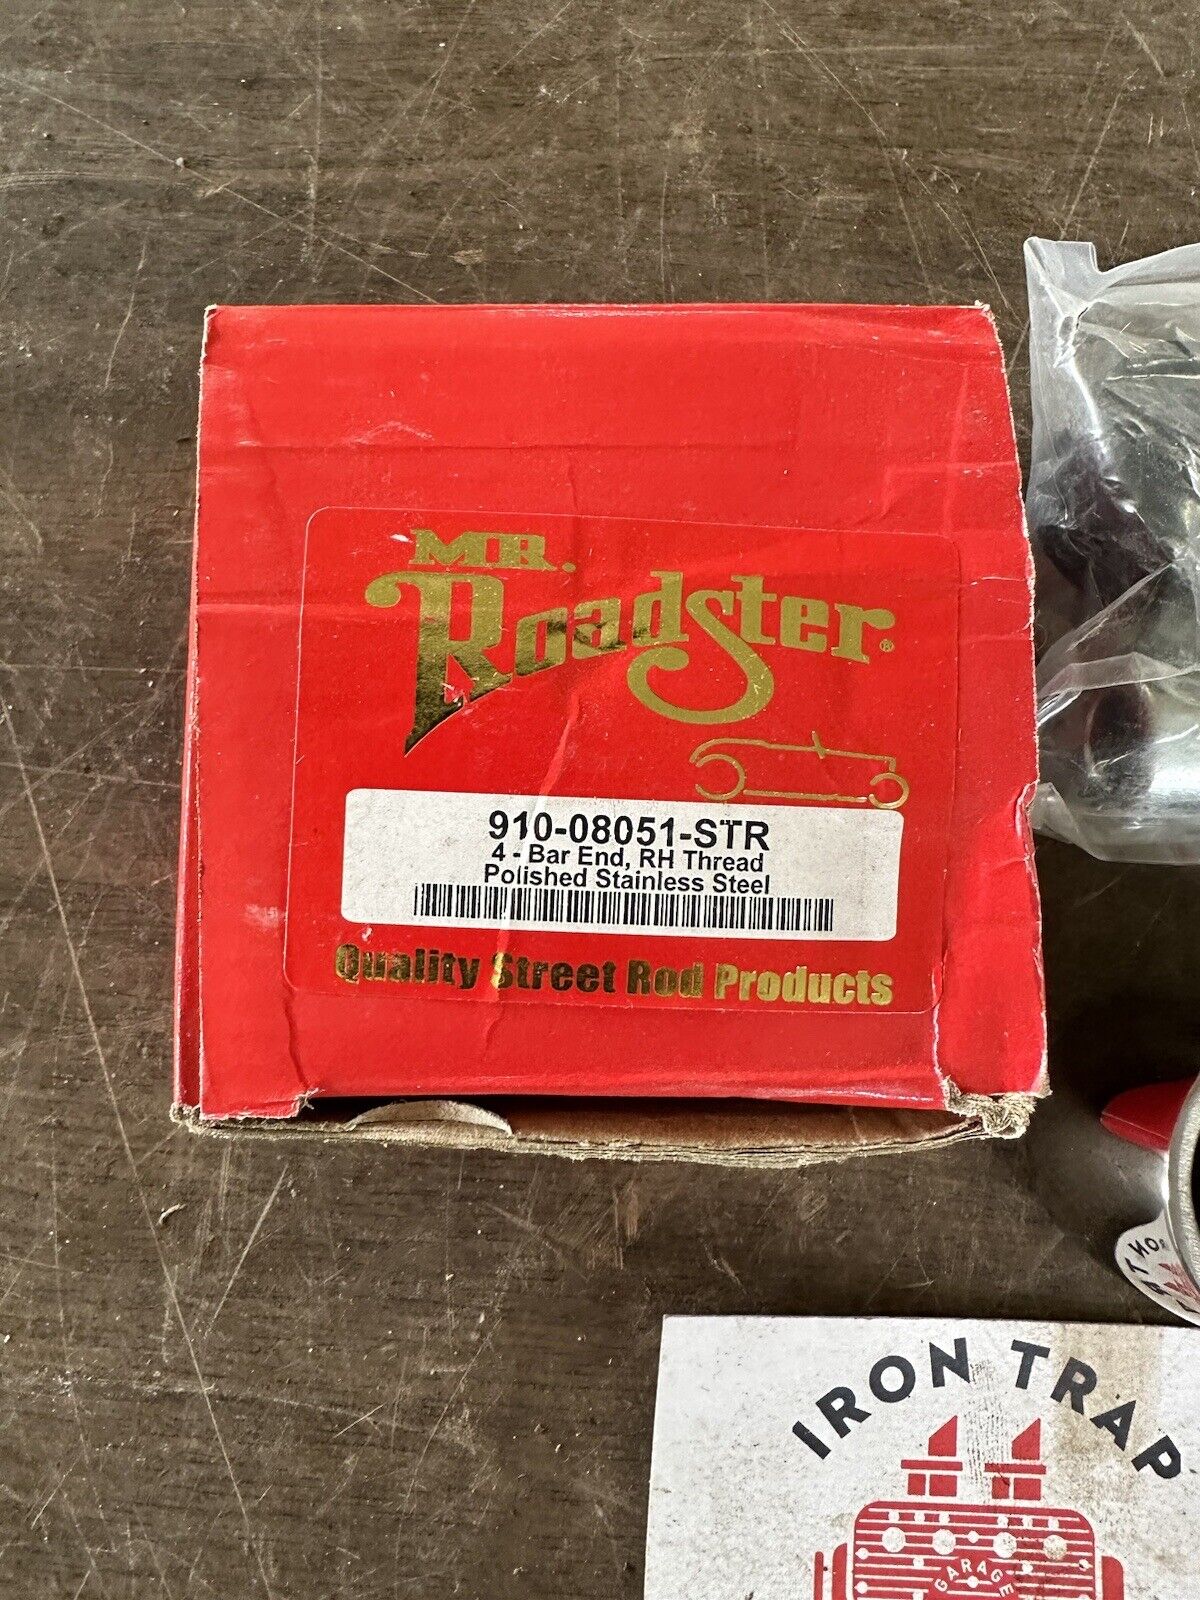 MR.
Roadster®
910-08051-STR
4 - Bar End, RH Thread
Polished Stainless Steel
Quality Street Rod Products
IRON TRAP
GARAGE